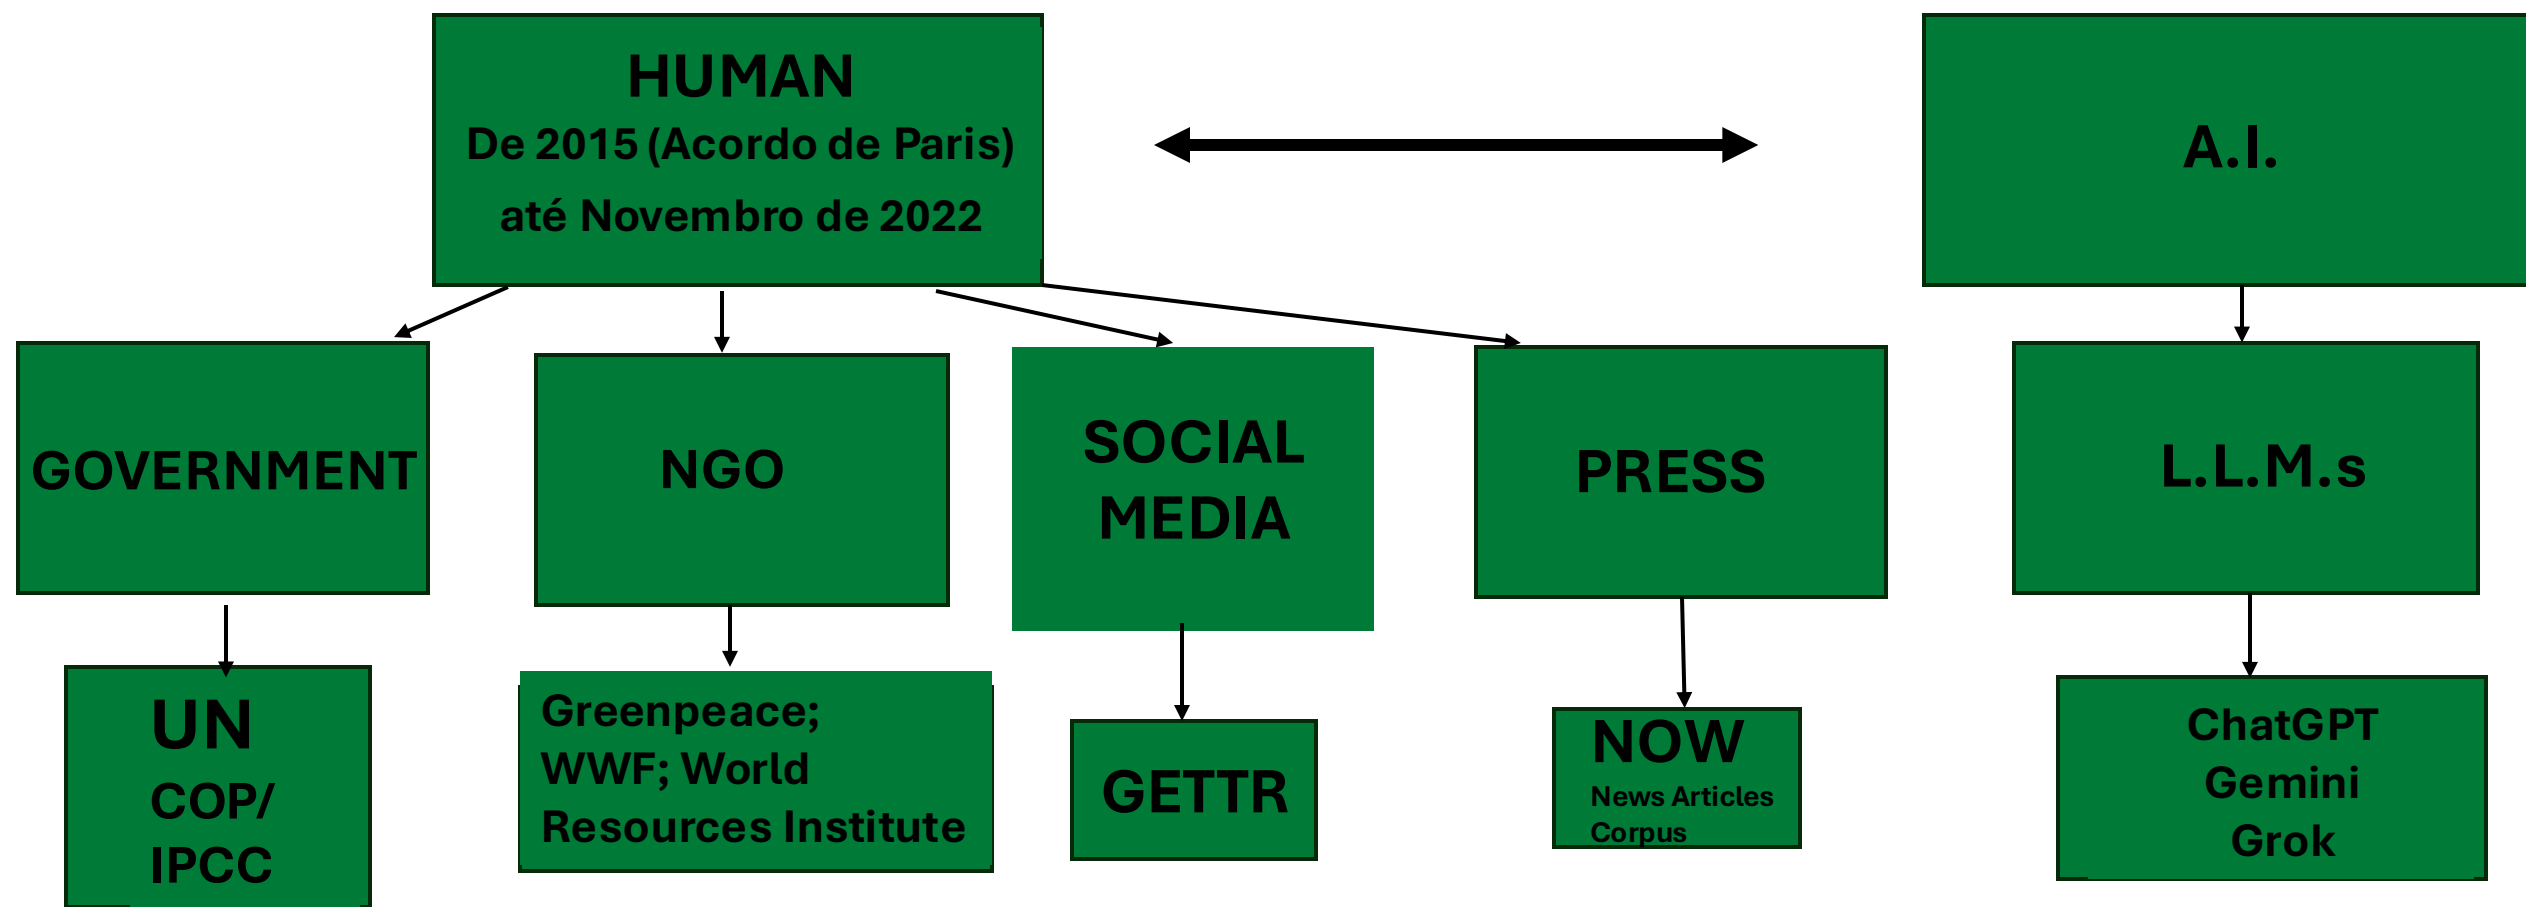 HUMAN
De 2015 (Acordo de Paris)
até Novembro de 2022
A.I.
GOVERNMENT
NGO
SOCIAL
MEDIA
PRESS
L.L.M.s
UN
COP/
IPCC
Greenpeace;
WWF; World
Resources Institute
GETTR
NOW
News Articles
Corpus
ChatGPT
Gemini
Grok